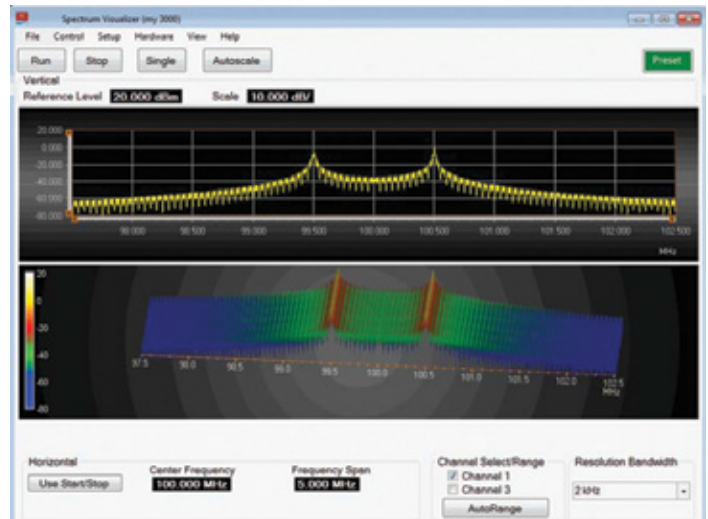 Spectrum Visualizer (my 3000)
File Control Setup Hardware View Help
Run Stop Single Autoscale Preset
Vertical
Reference Level 20.000 dBm Scale 10.000 dB/
20.000
0.000
-20.000
-40.000
-60.000
-80.000
98.000 98.500 99.000 99.500 100.000 100.500 101.000 101.500 102.000 102.500
MHz
20
0
-20
-40
-60
-80
97.5 98.0 98.5 99.0 99.5 100.0 100.5 101.0 101.5 102.0 102.5
MHz
Horizontal
Use Start/Stop
Center Frequency
100.000 MHz
Frequency Span
5.000 MHz
Channel Select/Range
Channel 1
Channel 3
AutoRange
Resolution Bandwidth
2 kHz